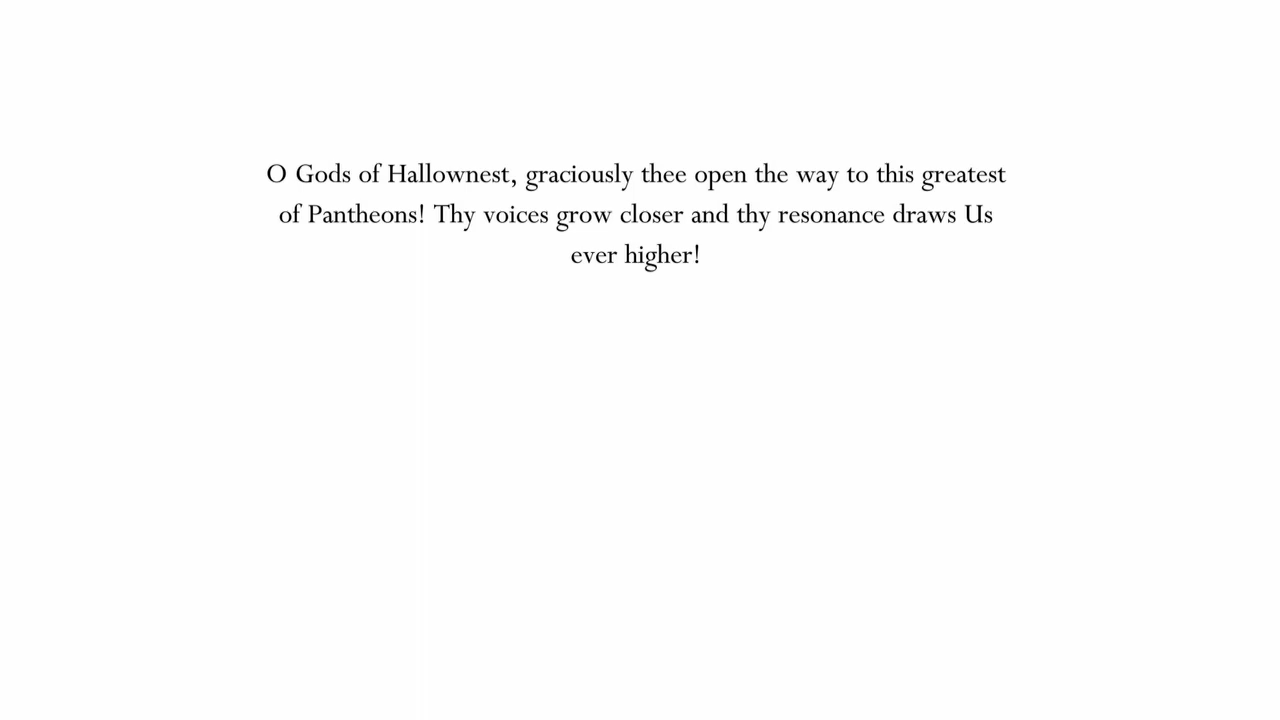 O Gods of Hallownest, graciously thee open the way to this greatest
of Pantheons! Thy voices grow closer and thy resonance draws Us
ever higher!